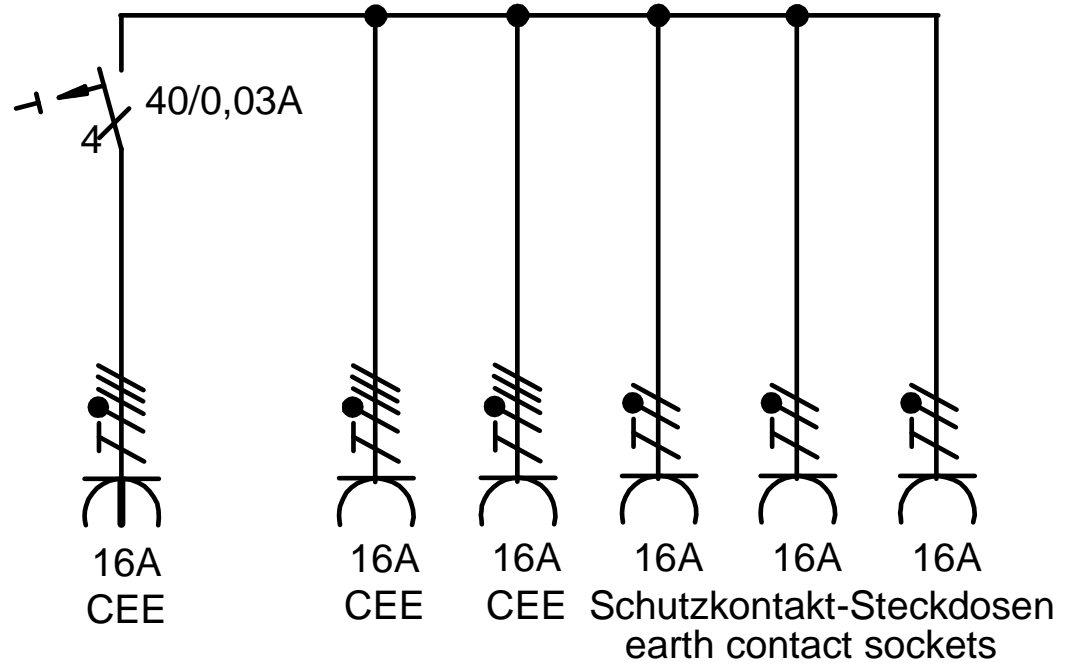 40/0,03A
4
16A 16A 16A 16A 16A 16A
CEE CEE CEE Schutzkontakt-Steckdosen
earth contact sockets